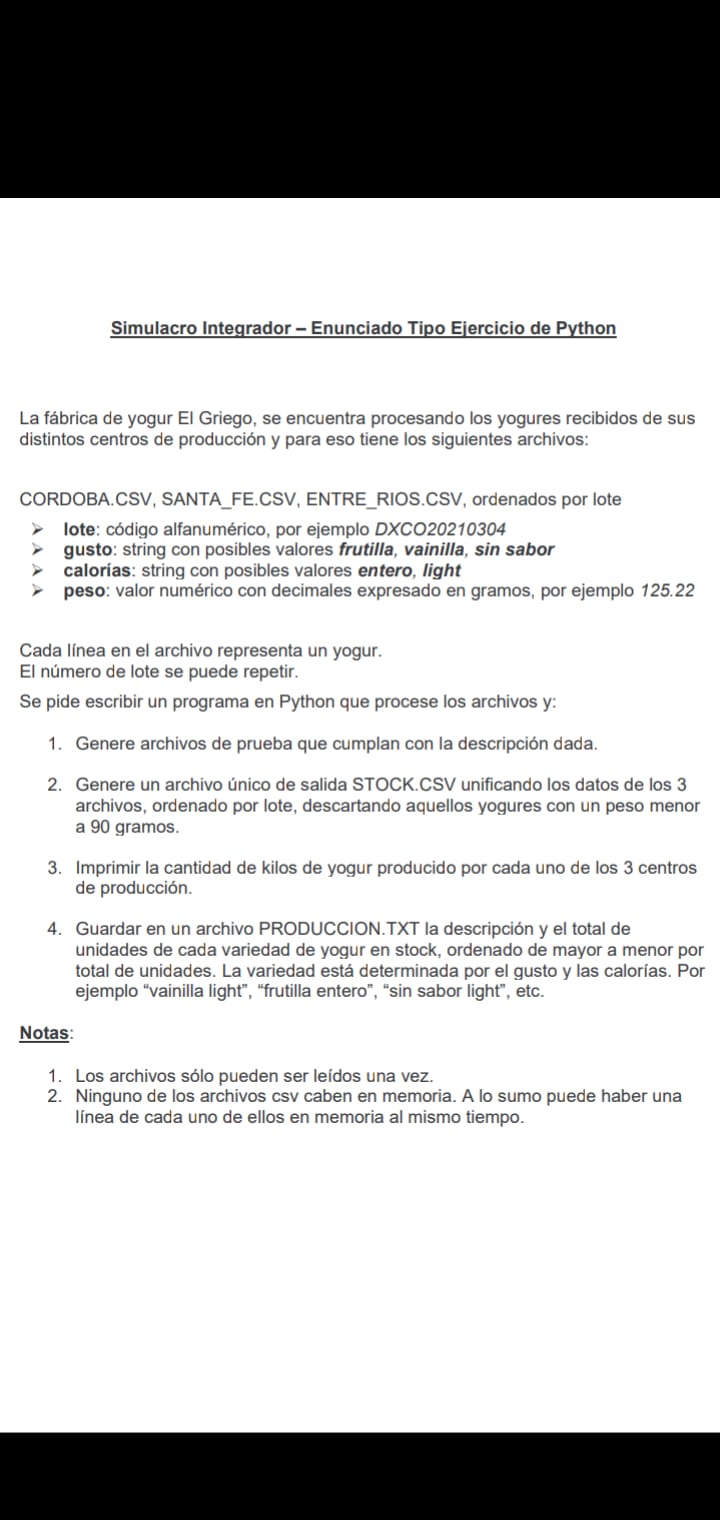 Simulacro Integrador – Enunciado Tipo Ejercicio de Python
La fábrica de yogur El Griego, se encuentra procesando los yogures recibidos de sus
distintos centros de producción y para eso tiene los siguientes archivos:
CORDOBA.CSV, SANTA_FE.CSV, ENTRE_RIOS.CSV, ordenados por lote
➢ lote: código alfanumérico, por ejemplo DXCO20210304
➢ gusto: string con posibles valores frutilla, vainilla, sin sabor
➢ calorías: string con posibles valores entero, light
➢ peso: valor numérico con decimales expresado en gramos, por ejemplo 125.22
Cada línea en el archivo representa un yogur.
El número de lote se puede repetir.
Se pide escribir un programa en Python que procese los archivos y:
1. Genere archivos de prueba que cumplan con la descripción dada.
2. Genere un archivo único de salida STOCK.CSV unificando los datos de los 3
archivos, ordenado por lote, descartando aquellos yogures con un peso menor
a 90 gramos.
3. Imprimir la cantidad de kilos de yogur producido por cada uno de los 3 centros
de producción.
4. Guardar en un archivo PRODUCCION.TXT la descripción y el total de
unidades de cada variedad de yogur en stock, ordenado de mayor a menor por
total de unidades. La variedad está determinada por el gusto y las calorías. Por
ejemplo “vainilla light”, “frutilla entero”, “sin sabor light”, etc.
Notas:
1. Los archivos sólo pueden ser leídos una vez.
2. Ninguno de los archivos csv caben en memoria. A lo sumo puede haber una
línea de cada uno de ellos en memoria al mismo tiempo.